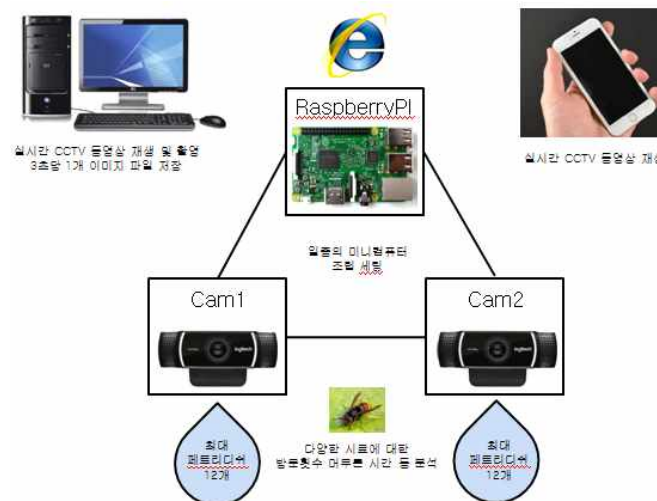 RaspberryPI
실시간 CCTV 동영상 재생 및 촬영
3초당 1개 이미지 파일 저장
실시간 CCTV 동영상 재생
일종의 미니컴퓨터
조립 세팅
Cam1
Cam2
logitech
logitech
다양한 시료에 대한
방문횟수 머무른 시간 등 분석
최대
페트리디쉬
12개
최대
페트리디쉬
12개